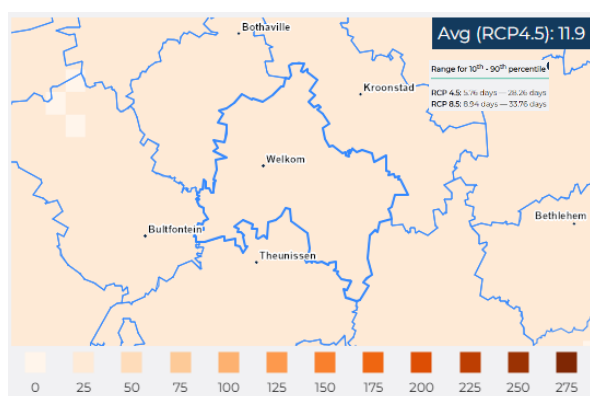 Avg (RCP4.5): 11.9
Range for 10th - 90th percentile
RCP 4.5: 5.76 days — 28.26 days
RCP 8.5: 8.94 days — 33.76 days
Bothaville
Kroonstad
Welkom
Bethlehem
Bultfontein
Theunissen
0 25 50 75 100 125 150 175 200 225 250 275